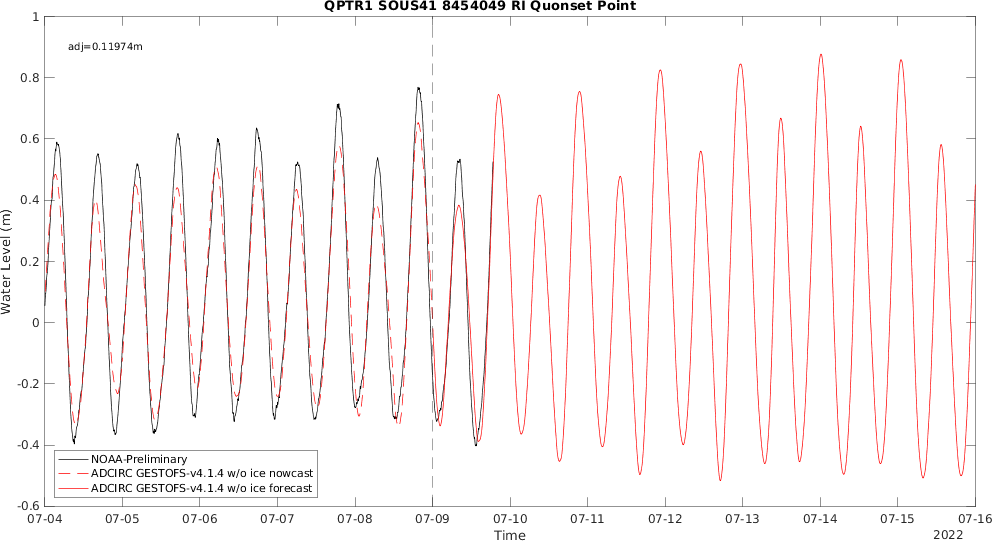 QPTR1 SOUS41 8454049 RI Quonset Point
adj=0.11974m
Water Level (m)
1
0.8
0.6
0.4
0.2
0
-0.2
-0.4
-0.6
NOAA-Preliminary
ADCIRC GESTOFS-v4.1.4 w/o ice nowcast
ADCIRC GESTOFS-v4.1.4 w/o ice forecast
07-04 07-05 07-06 07-07 07-08 07-09 07-10 07-11 07-12 07-13 07-14 07-15 07-16
Time
2022